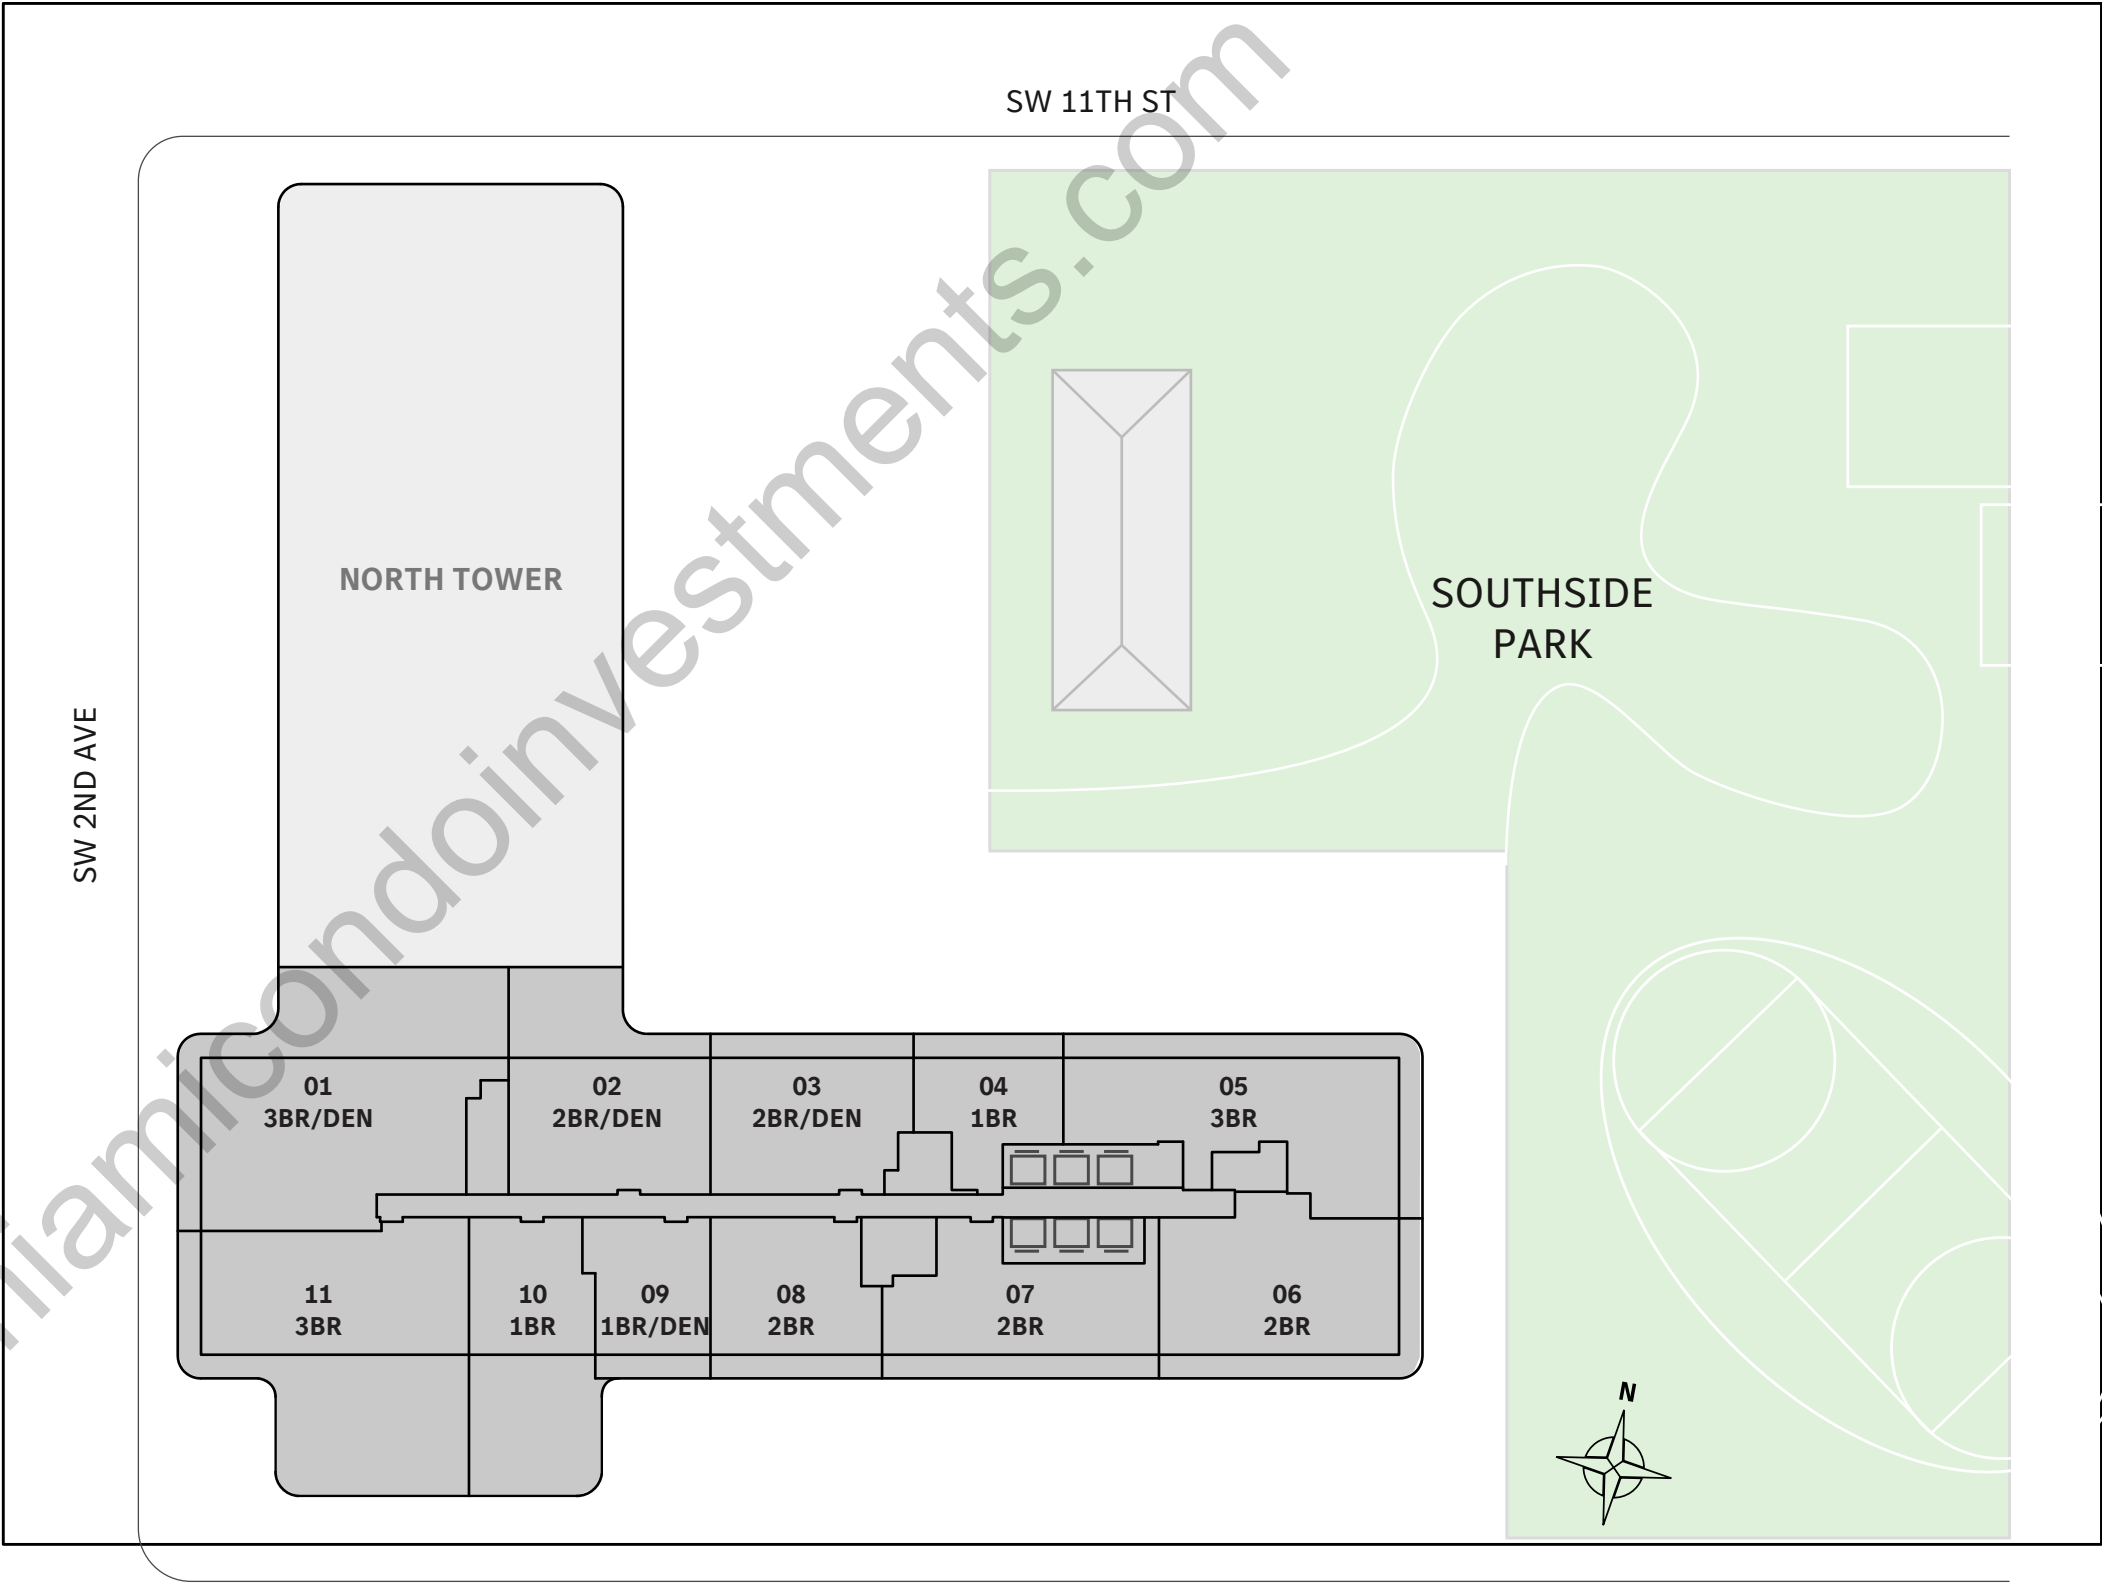 SW 11TH ST
NORTH TOWER
SOUTHSIDE
PARK
SW 2ND AVE
01
3BR/DEN
02
2BR/DEN
03
2BR/DEN
04
1BR
05
3BR
11
3BR
10
1BR
09
1BR/DEN
08
2BR
07
2BR
06
2BR
N
miamicondoinvestments.com